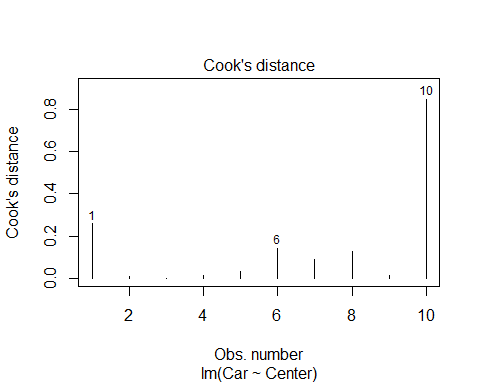 Cook's distance
10
1
6
0.8
0.6
0.4
0.2
0.0
Cook's distance
2 4 6 8 10
Obs. number
lm(Car ~ Center)